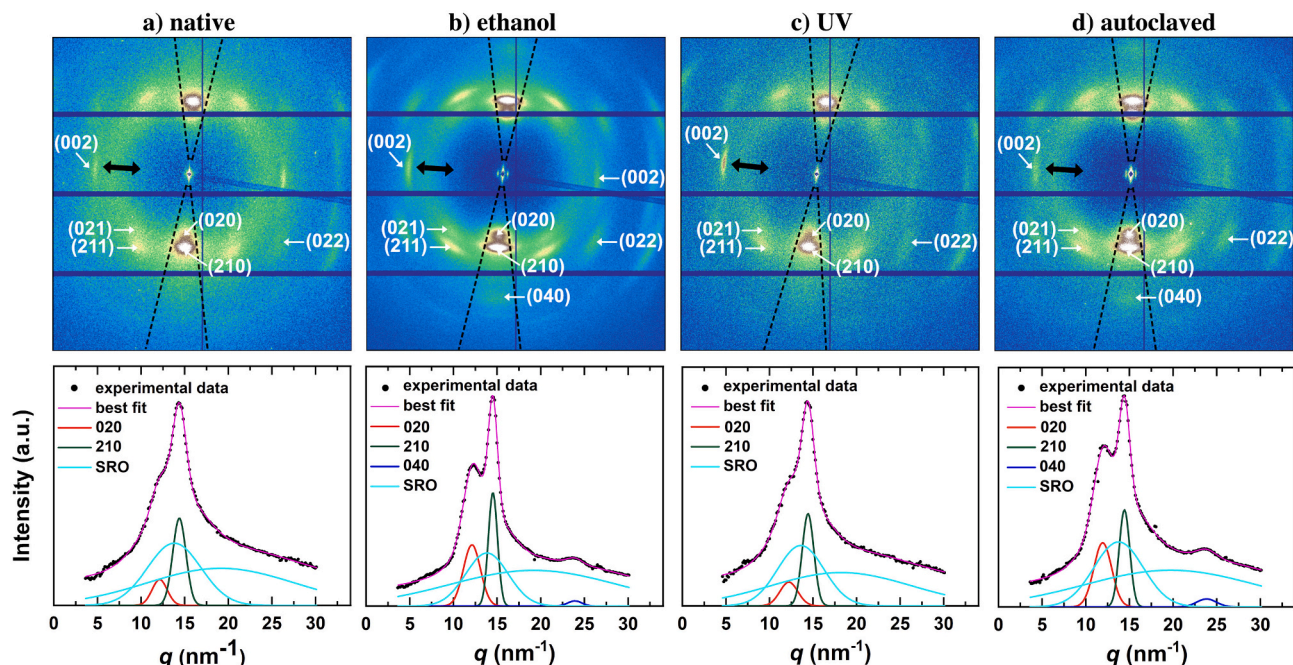 a) native
b) ethanol
c) UV
d) autoclaved
(002)
(021)
(211)
(020)
(210)
(022)
(002)
(002)
(021)
(211)
(020)
(210)
(022)
(040)
(002)
(021)
(211)
(020)
(210)
(022)
(002)
(021)
(211)
(020)
(210)
(022)
(040)
Intensity (a.u.)
experimental data
best fit
020
210
SRO
0 5 10 15 20 25 30
q (nm-1)
experimental data
best fit
020
210
040
SRO
0 5 10 15 20 25 30
q (nm-1)
experimental data
best fit
020
210
SRO
0 5 10 15 20 25 30
q (nm-1)
experimental data
best fit
020
210
040
SRO
0 5 10 15 20 25 30
q (nm-1)